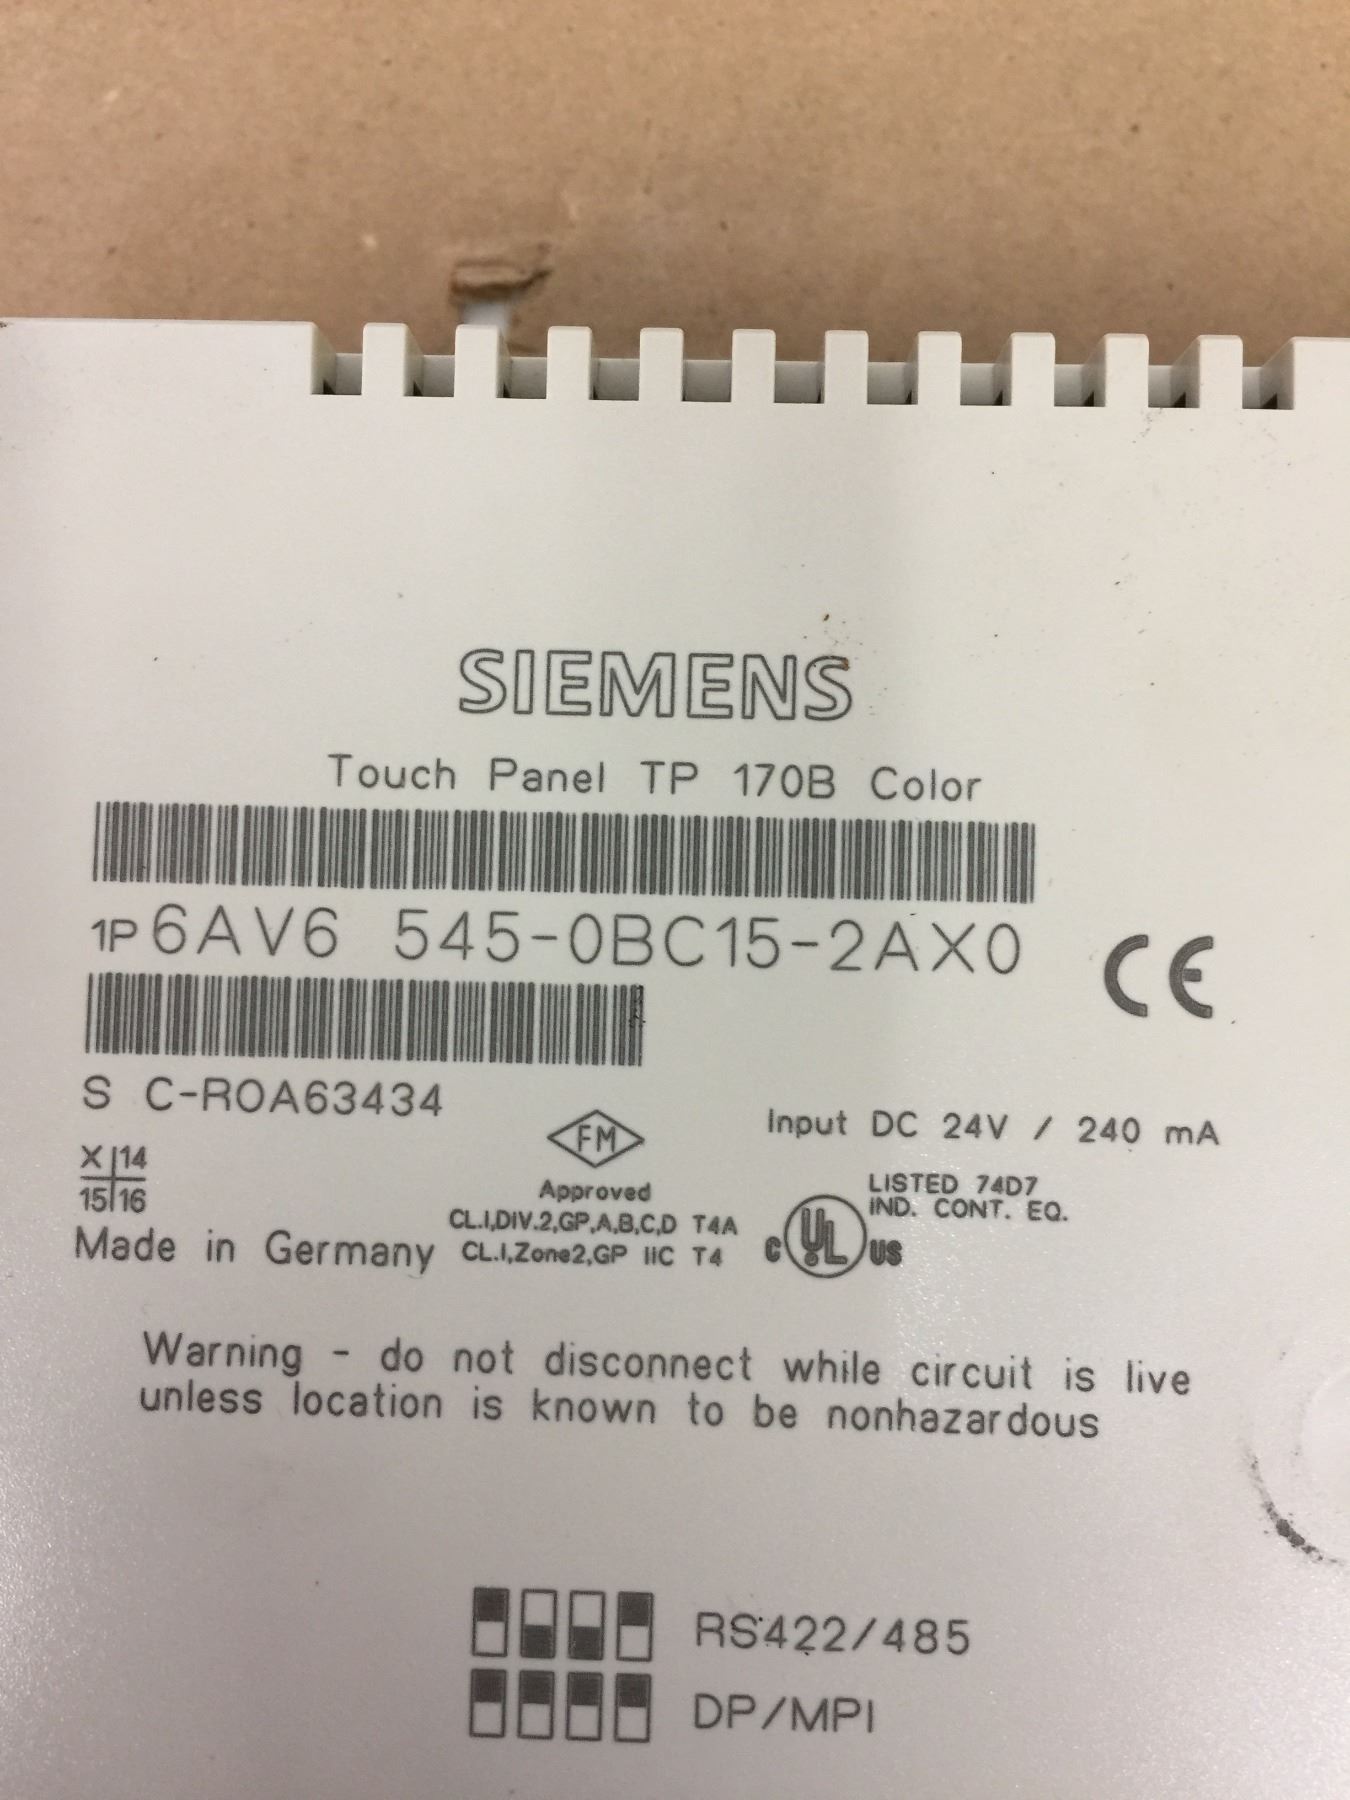 SIEMENS
Touch Panel TP 170B Color
1P 6AV6 545-0BC15-2AX0
CE
S C-R0A63434
Input DC 24V / 240 mA
FM
X 14
15 16
Approved
LISTED 74D7
IND. CONT. EQ.
CL.I,DIV.2,GP,A,B,C,D T4A
C UL US
Made in Germany
CL.I,Zone2,GP IIC T4
Warning - do not disconnect while circuit is live
unless location is known to be nonhazardous
RS422/485
DP/MPI